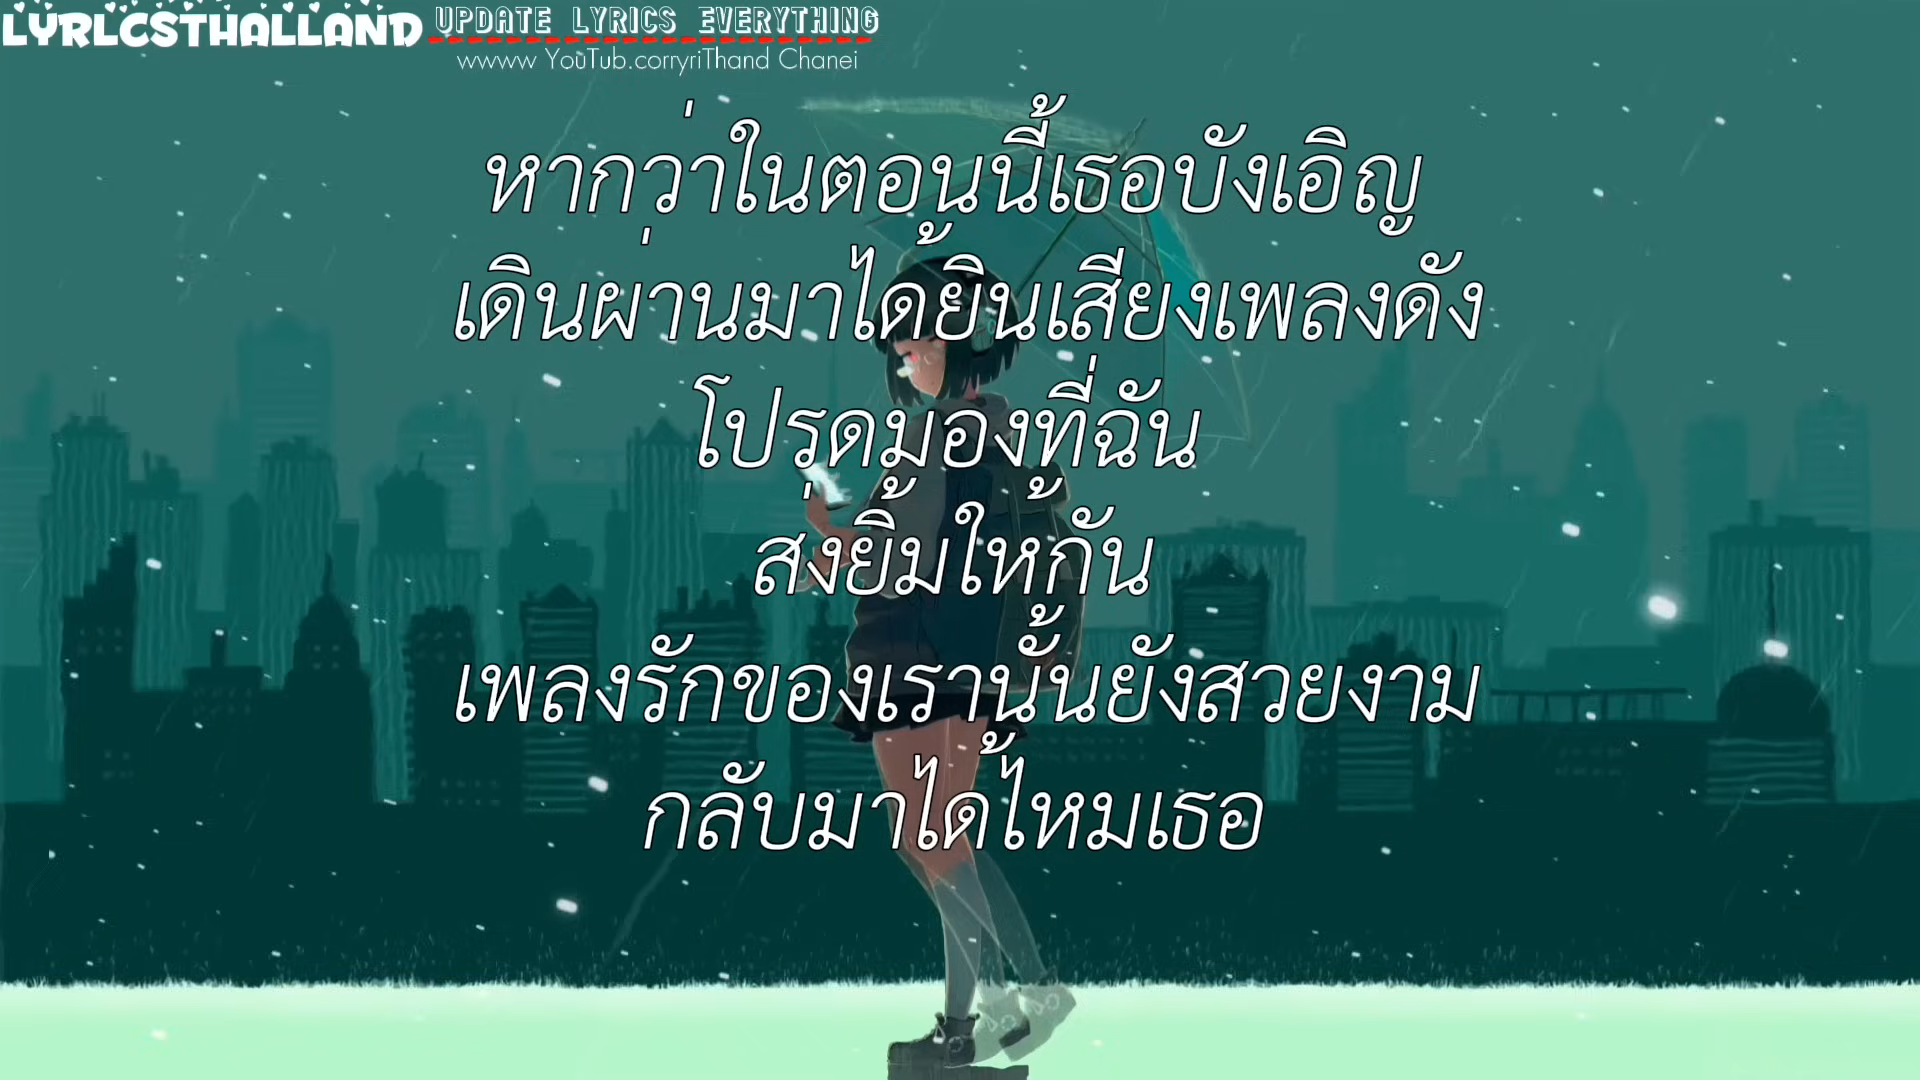 LYRLCSTHALLAND UPDATE LYRICS EVERYTHING
wwww YouTub.corryriThand Chanei
หากว่าในตอนนี้เธอบังเอิญ
เดินผ่านมาได้ยินเสียงเพลงดัง
โปรดมองที่ฉัน
ส่งยิ้มให้กัน
เพลงรักของเรานั้นยังสวยงาม
กลับมาได้ไหมเธอ